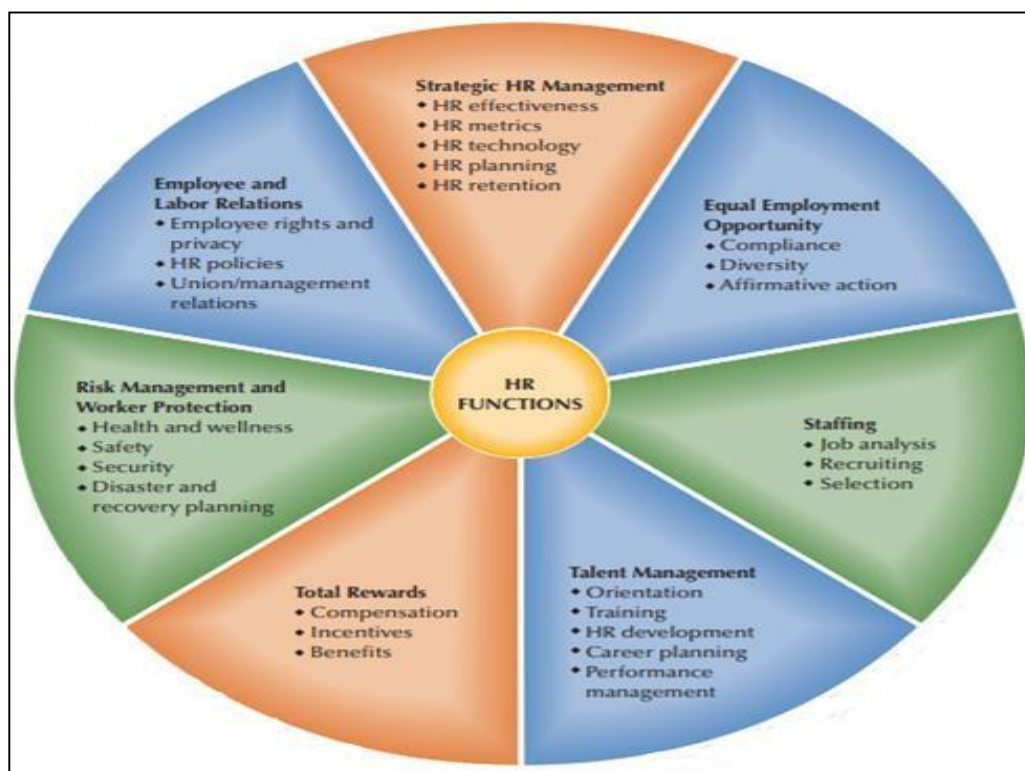 Strategic HR Management
◆ HR effectiveness
◆ HR metrics
◆ HR technology
◆ HR planning
◆ HR retention
Equal Employment
Opportunity
◆ Compliance
◆ Diversity
◆ Affirmative action
Staffing
◆ Job analysis
◆ Recruiting
◆ Selection
Talent Management
◆ Orientation
◆ Training
◆ HR development
◆ Career planning
◆ Performance
management
Total Rewards
◆ Compensation
◆ Incentives
◆ Benefits
Risk Management and
Worker Protection
◆ Health and wellness
◆ Safety
◆ Security
◆ Disaster and
recovery planning
Employee and
Labor Relations
◆ Employee rights and
privacy
◆ HR policies
◆ Union/management
relations
HR
FUNCTIONS